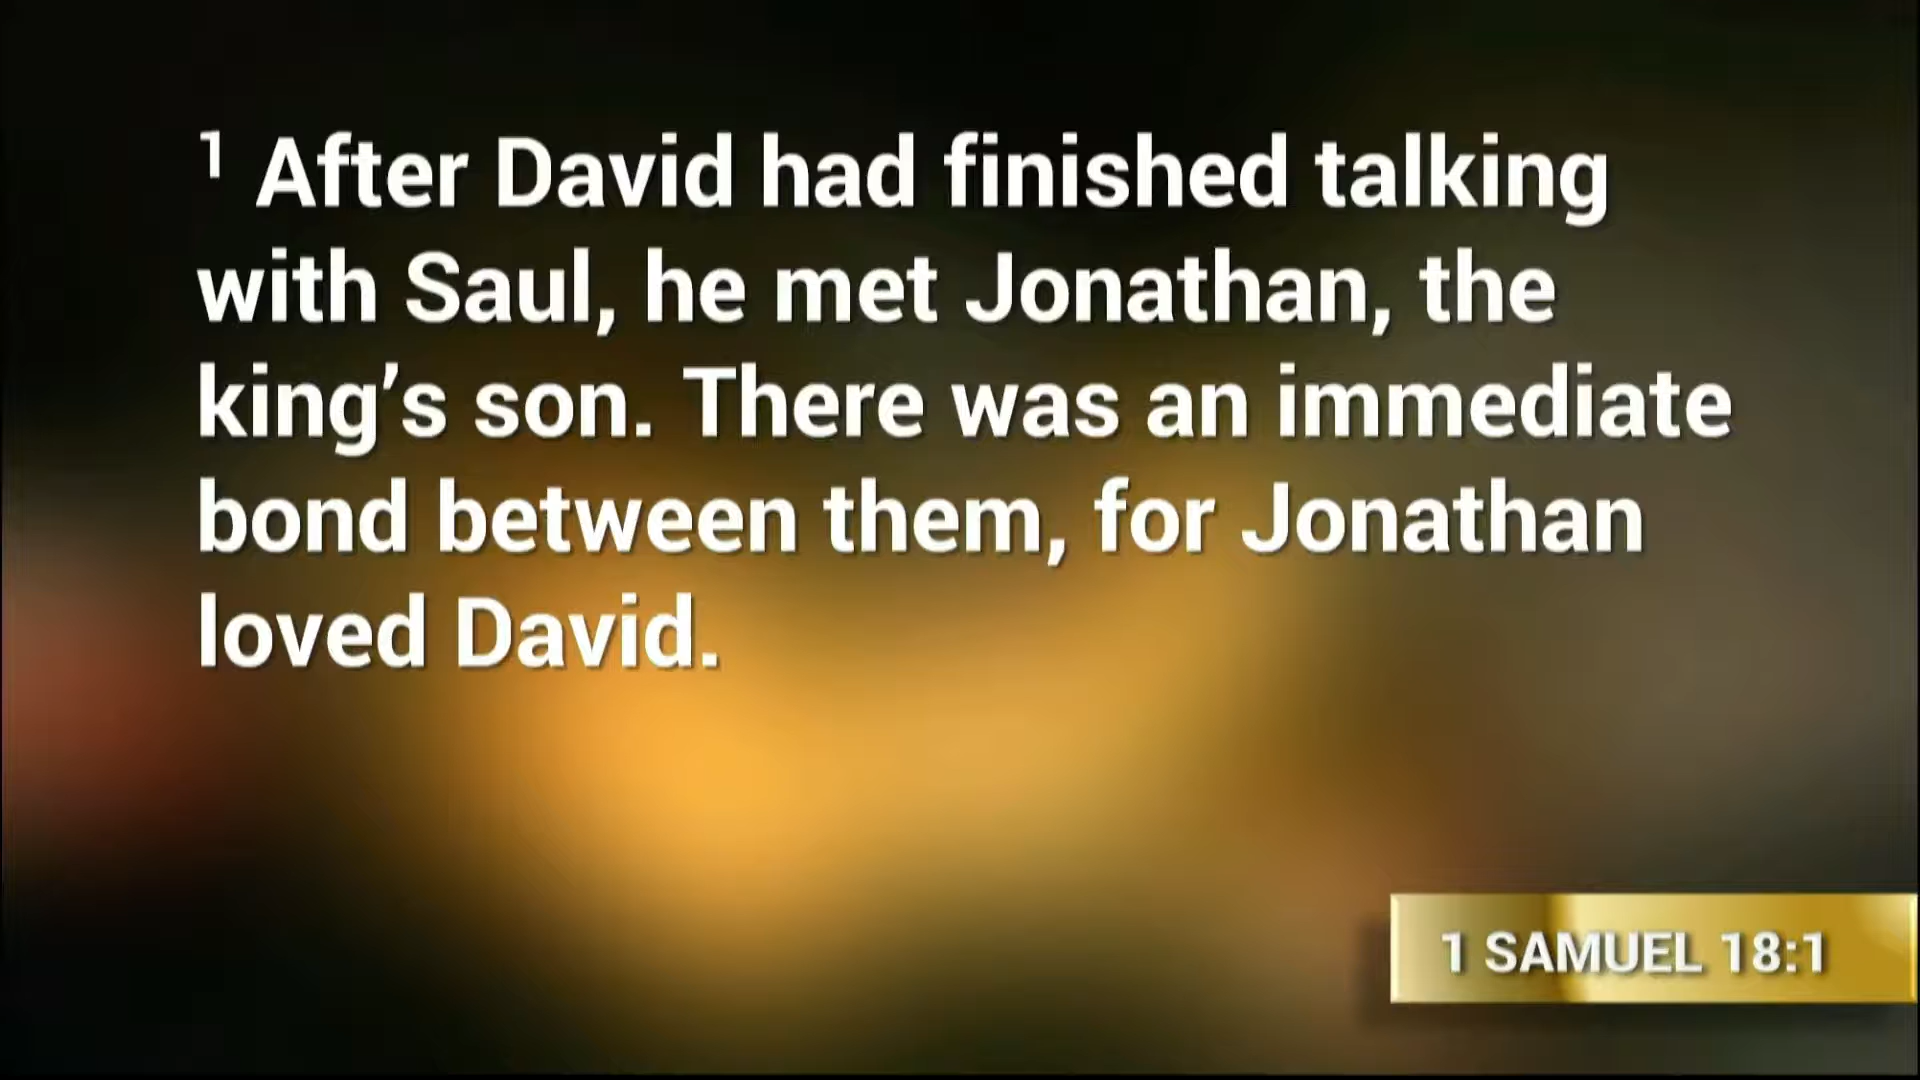 1 After David had finished talking
with Saul, he met Jonathan, the
king’s son. There was an immediate
bond between them, for Jonathan
loved David.
1 SAMUEL 18:1